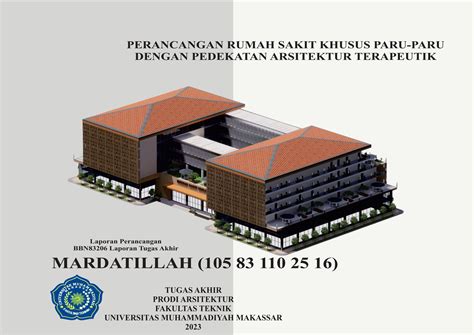 PERANCANGAN RUMAH SAKIT KHUSUS PARU-PARU
DENGAN PEDEKATAN ARSITEKTUR TERAPEUTIK
Laporan Perancangan
BBN83206 Laporan Tugas Akhir
MARDATILLAH (105 83 110 25 16)
TUGAS AKHIR
PRODI ARSITEKTUR
FAKULTAS TEKNIK
UNIVERSITAS MUHAMMADIYAH MAKASSAR
2023